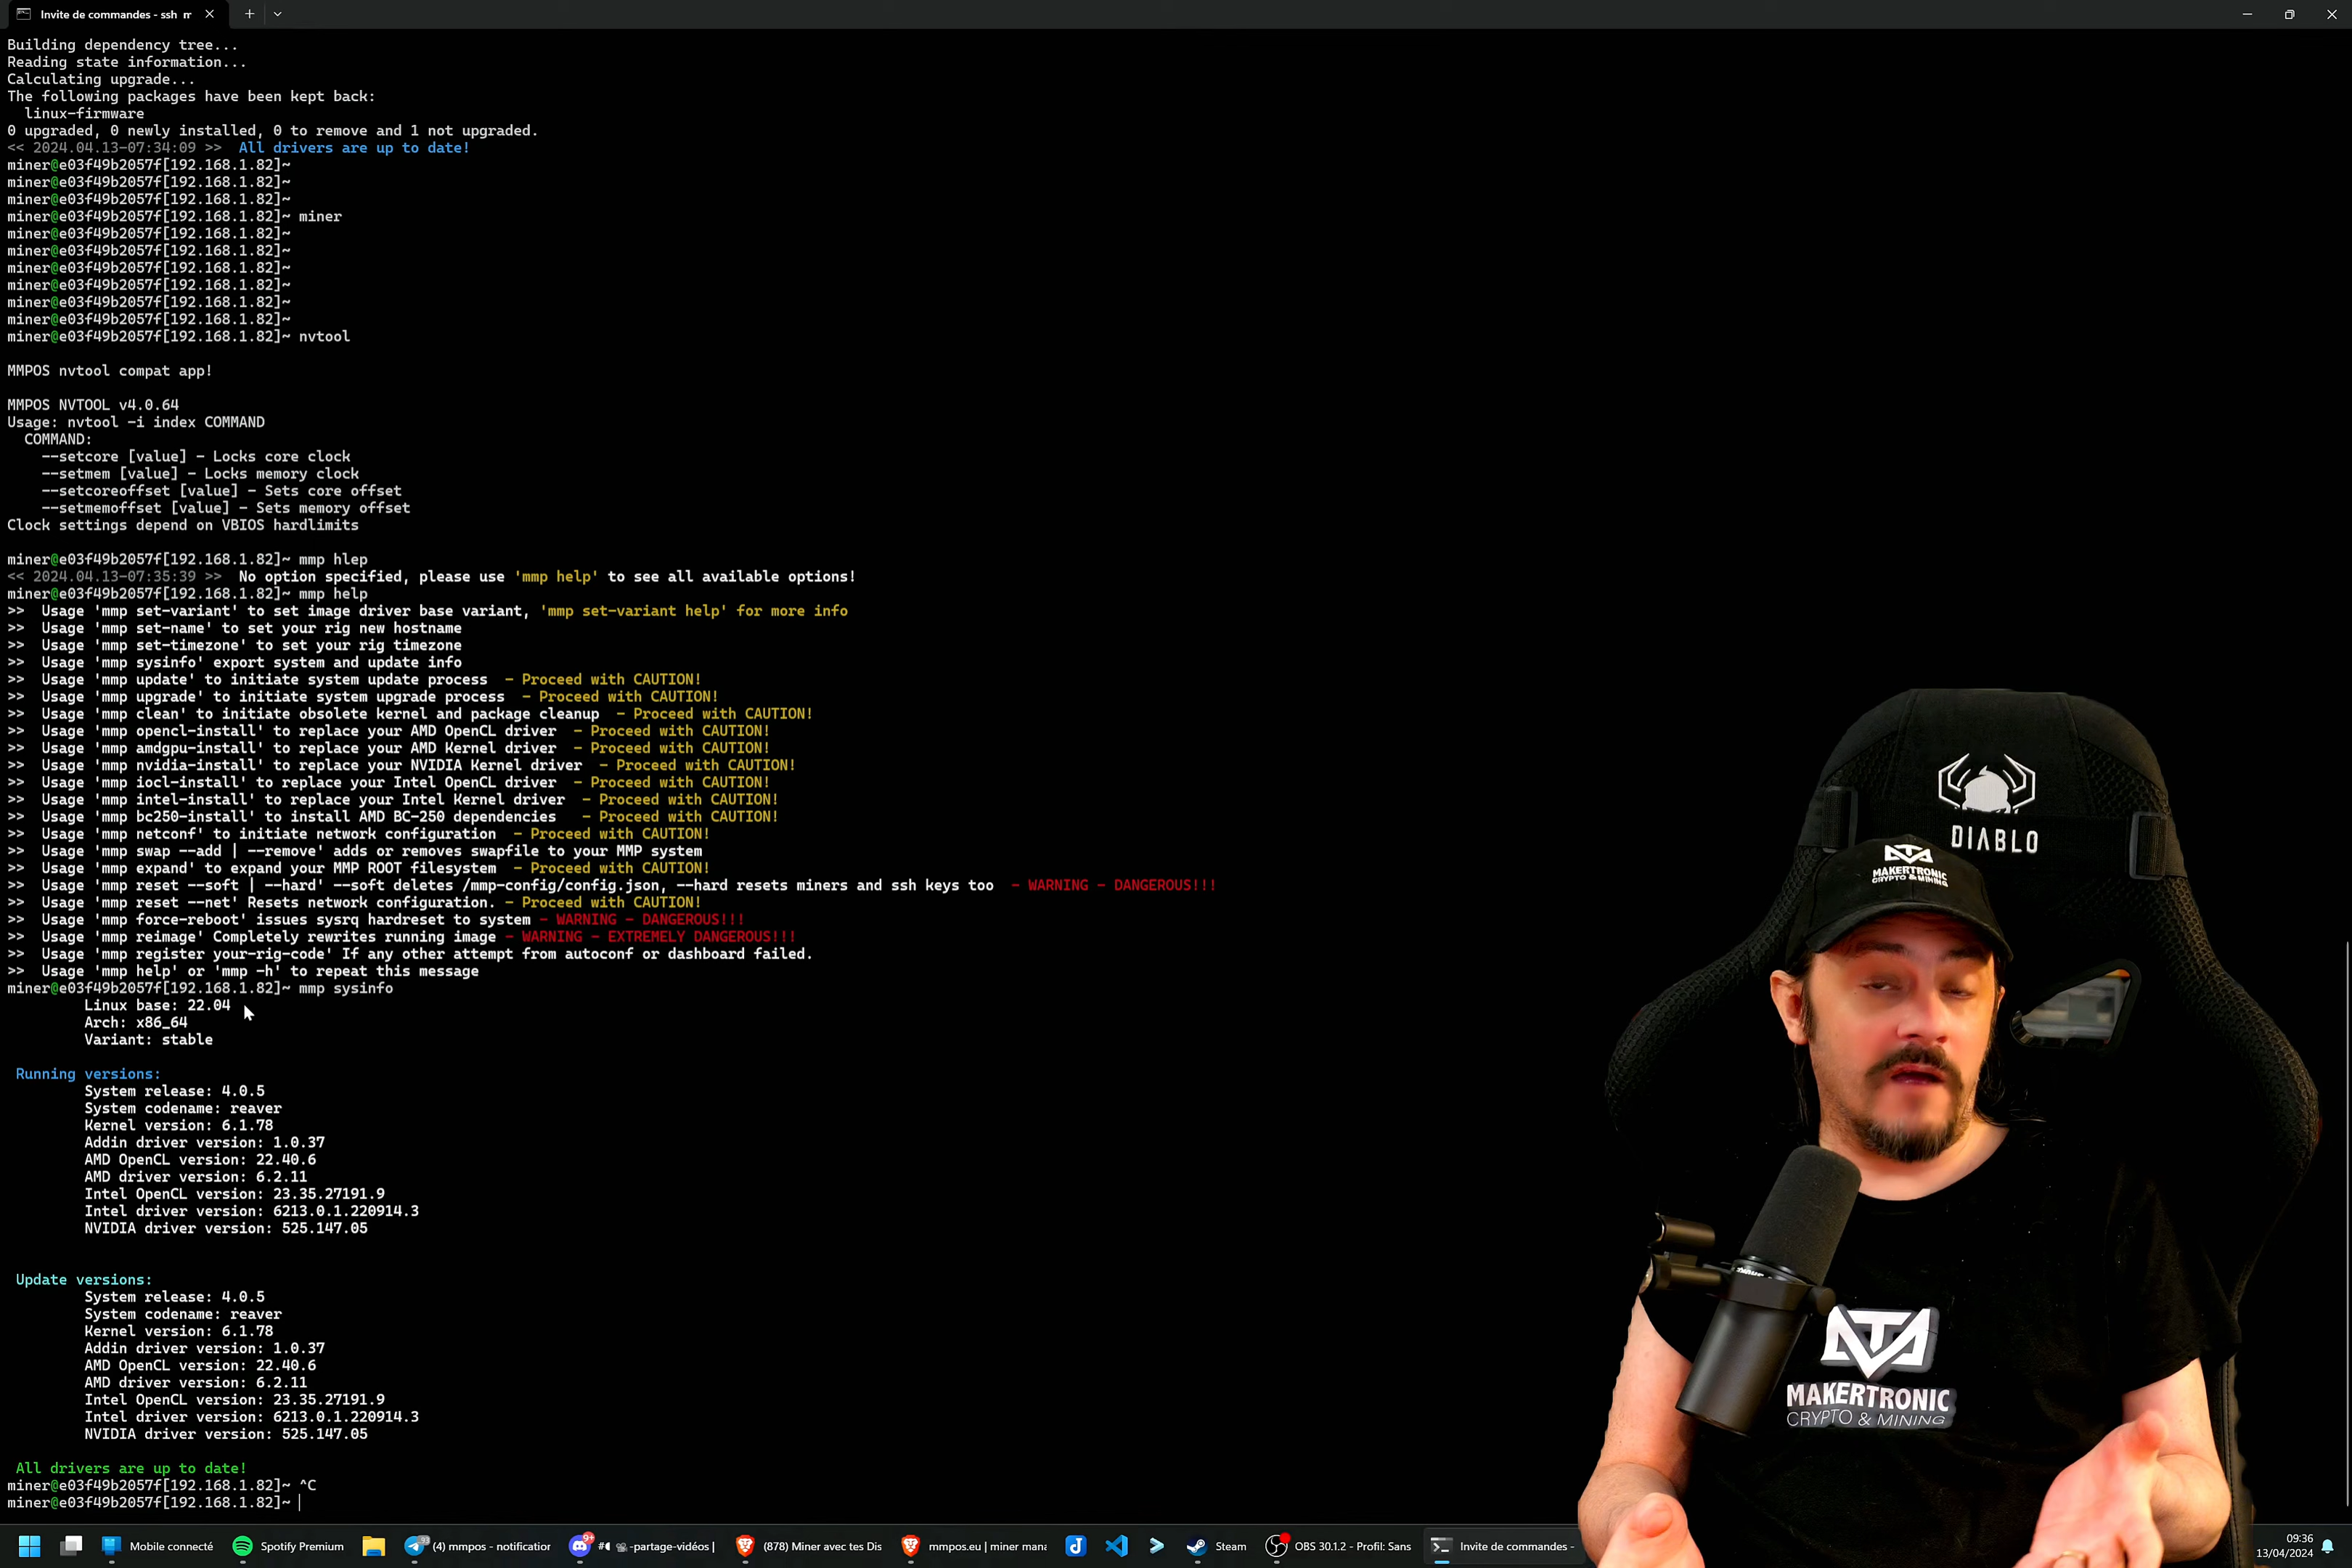 Invite de commandes - ssh m
Building dependency tree...
Reading state information...
Calculating upgrade...
The following packages have been kept back:
linux-firmware
0 upgraded, 0 newly installed, 0 to remove and 1 not upgraded.
<< 2024.04.13-07:34:09 >> All drivers are up to date!
miner@e03f49b2057f[192.168.1.82]~
miner@e03f49b2057f[192.168.1.82]~
miner@e03f49b2057f[192.168.1.82]~
miner@e03f49b2057f[192.168.1.82]~ miner
miner@e03f49b2057f[192.168.1.82]~
miner@e03f49b2057f[192.168.1.82]~
miner@e03f49b2057f[192.168.1.82]~
miner@e03f49b2057f[192.168.1.82]~
miner@e03f49b2057f[192.168.1.82]~
miner@e03f49b2057f[192.168.1.82]~
miner@e03f49b2057f[192.168.1.82]~ nvtool
MMPOS nvtool compat app!
MMPOS NVTOOL v4.0.64
Usage: nvtool -i index COMMAND
COMMAND:
--setcore [value] - Locks core clock
--setmem [value] - Locks memory clock
--setcoreoffset [value] - Sets core offset
--setmemoffset [value] - Sets memory offset
Clock settings depend on VBIOS hardlimits
miner@e03f49b2057f[192.168.1.82]~ mmp hlep
<< 2024.04.13-07:35:39 >> No option specified, please use 'mmp help' to see all available options!
miner@e03f49b2057f[192.168.1.82]~ mmp help
>> Usage 'mmp set-variant' to set image driver base variant, 'mmp set-variant help' for more info
>> Usage 'mmp set-name' to set your rig new hostname
>> Usage 'mmp set-timezone' to set your rig timezone
>> Usage 'mmp sysinfo' export system and update info
>> Usage 'mmp update' to initiate system update process - Proceed with CAUTION!
>> Usage 'mmp upgrade' to initiate system upgrade process - Proceed with CAUTION!
>> Usage 'mmp clean' to initiate obsolete kernel and package cleanup - Proceed with CAUTION!
>> Usage 'mmp opencl-install' to replace your AMD OpenCL driver - Proceed with CAUTION!
>> Usage 'mmp amdgpu-install' to replace your AMD Kernel driver - Proceed with CAUTION!
>> Usage 'mmp nvidia-install' to replace your NVIDIA Kernel driver - Proceed with CAUTION!
>> Usage 'mmp iocl-install' to replace your Intel OpenCL driver - Proceed with CAUTION!
>> Usage 'mmp intel-install' to replace your Intel Kernel driver - Proceed with CAUTION!
>> Usage 'mmp bc250-install' to install AMD BC-250 dependencies - Proceed with CAUTION!
>> Usage 'mmp netconf' to initiate network configuration - Proceed with CAUTION!
>> Usage 'mmp swap --add | --remove' adds or removes swapfile to your MMP system
>> Usage 'mmp expand' to expand your MMP ROOT filesystem - Proceed with CAUTION!
>> Usage 'mmp reset --soft | --hard' --soft deletes /mmp-config/config.json, --hard resets miners and ssh keys too - WARNING - DANGEROUS!!!
>> Usage 'mmp reset --net' Resets network configuration. - Proceed with CAUTION!
>> Usage 'mmp force-reboot' issues sysrq hardreset to system - WARNING - DANGEROUS!!!
>> Usage 'mmp reimage' Completely rewrites running image - WARNING - EXTREMELY DANGEROUS!!!
>> Usage 'mmp register your-rig-code' If any other attempt from autoconf or dashboard failed.
>> Usage 'mmp help' or 'mmp -h' to repeat this message
miner@e03f49b2057f[192.168.1.82]~ mmp sysinfo
Linux base: 22.04
Arch: x86_64
Variant: stable
Running versions:
System release: 4.0.5
System codename: reaver
Kernel version: 6.1.78
Addin driver version: 1.0.37
AMD OpenCL version: 22.40.6
AMD driver version: 6.2.11
Intel OpenCL version: 23.35.27191.9
Intel driver version: 6213.0.1.220914.3
NVIDIA driver version: 525.147.05
Update versions:
System release: 4.0.5
System codename: reaver
Kernel version: 6.1.78
Addin driver version: 1.0.37
AMD OpenCL version: 22.40.6
AMD driver version: 6.2.11
Intel OpenCL version: 23.35.27191.9
Intel driver version: 6213.0.1.220914.3
NVIDIA driver version: 525.147.05
All drivers are up to date!
miner@e03f49b2057f[192.168.1.82]~ ^C
miner@e03f49b2057f[192.168.1.82]~
DIABLO
MAKERTRONIC
CRYPTO & MINING
MAKERTRONIC
CRYPTO & MINING
Mobile connecté
Spotify Premium
(4) mmpos - notification
-partage-vidéos |
(878) Miner avec tes Dis
mmpos.eu | miner mana
Steam
OBS 30.1.2 - Profil: Sans
Invite de commandes -
09:36
13/04/2024